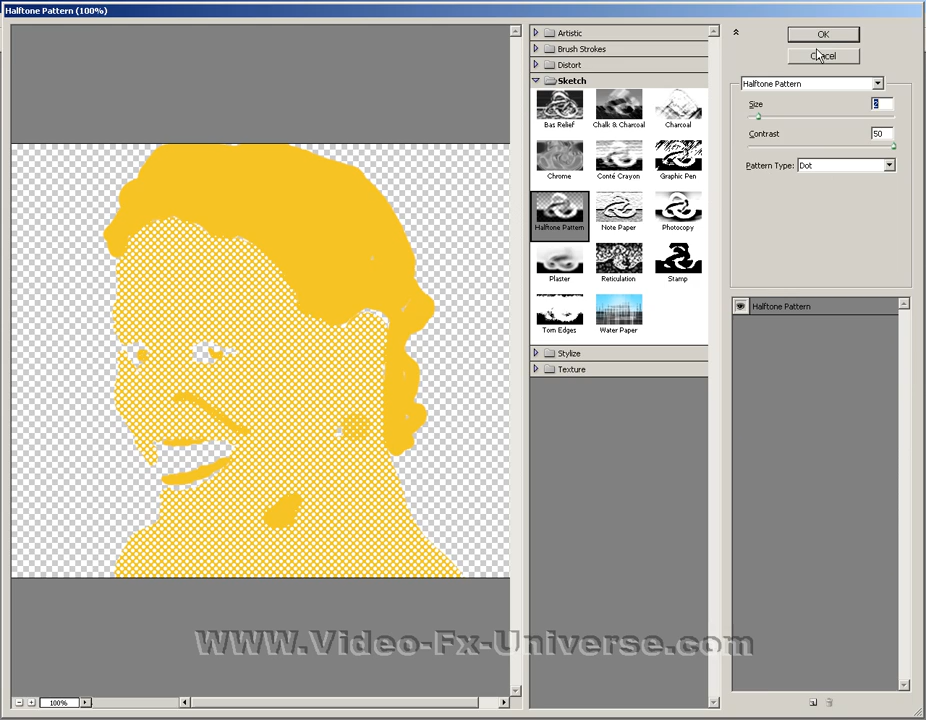 Halftone Pattern (100%)
Artistic
Brush Strokes
Distort
Sketch
Bas Relief
Chalk & Charcoal
Charcoal
Chrome
Conté Crayon
Graphic Pen
Halftone Pattern
Note Paper
Photocopy
Plaster
Reticulation
Stamp
Torn Edges
Water Paper
Stylize
Texture
OK
Cancel
Halftone Pattern
Size 2
Contrast 50
Pattern Type: Dot
Halftone Pattern
www.Video-Fx-Universe.com
100%